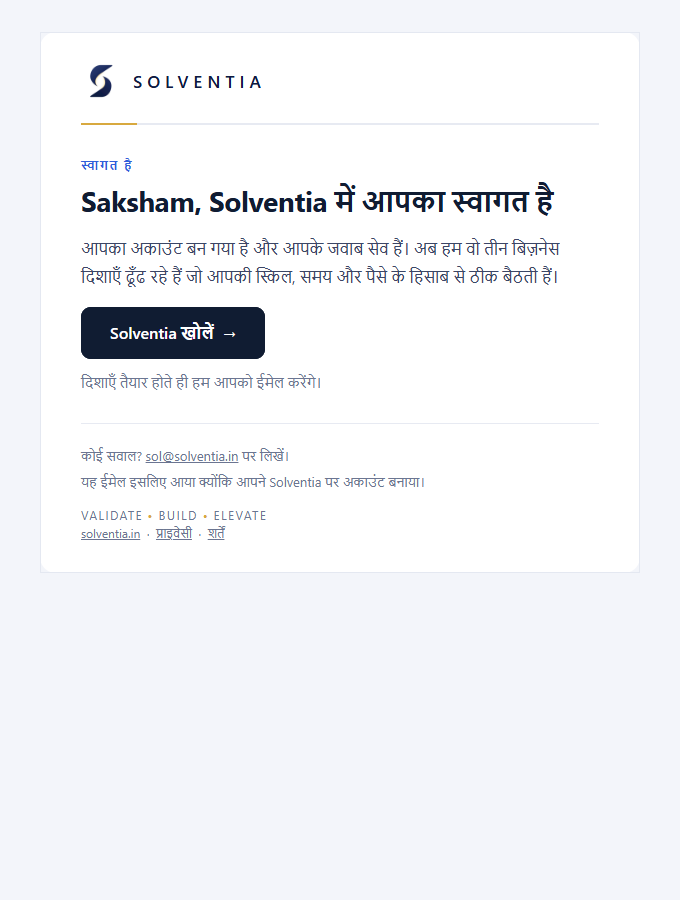 SOLVENTIA
स्वागत है
Saksham, Solventia में आपका स्वागत है
आपका अकाउंट बन गया है और आपके जवाब सेव हैं। अब हम वो तीन बिज़नेस
दिशाएँ ढूँढ रहे हैं जो आपकी स्किल, समय और पैसे के हिसाब से ठीक बैठती हैं।
Solventia खोलें →
दिशाएँ तैयार होते ही हम आपको ईमेल करेंगे।
कोई सवाल? sol@solventia.in पर लिखें।
यह ईमेल इसलिए आया क्योंकि आपने Solventia पर अकाउंट बनाया।
VALIDATE • BUILD • ELEVATE
solventia.in · प्राइवेसी · शर्तें